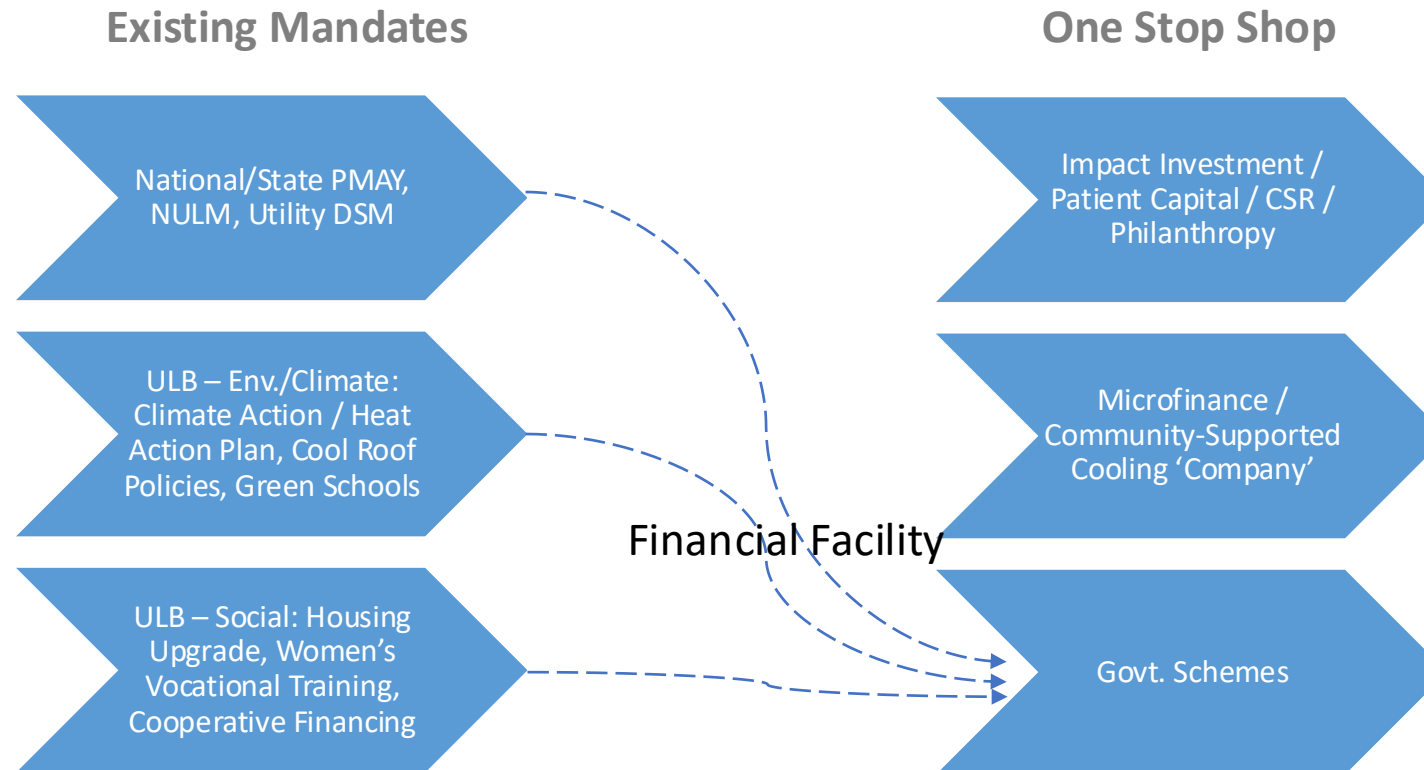 Existing Mandates
One Stop Shop
National/State PMAY,
NULM, Utility DSM
Impact Investment /
Patient Capital / CSR /
Philanthropy
ULB – Env./Climate:
Climate Action / Heat
Action Plan, Cool Roof
Policies, Green Schools
Microfinance /
Community-Supported
Cooling ‘Company’
Financial Facility
ULB – Social: Housing
Upgrade, Women’s
Vocational Training,
Cooperative Financing
Govt. Schemes